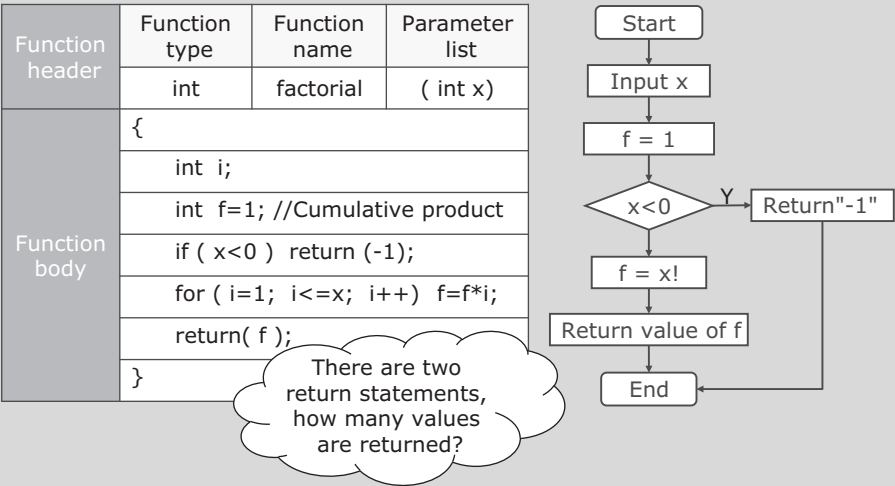 Function header
Function type
Function name
Parameter list
int
factorial
( int x)
Function body
{
int i;
int f=1; //Cumulative product
if ( x<0 ) return (-1);
for ( i=1; i<=x; i++) f=f*i;
return( f );
}
There are two
return statements,
how many values
are returned?
Start
Input x
f = 1
x<0
Y
Return"-1"
f = x!
Return value of f
End